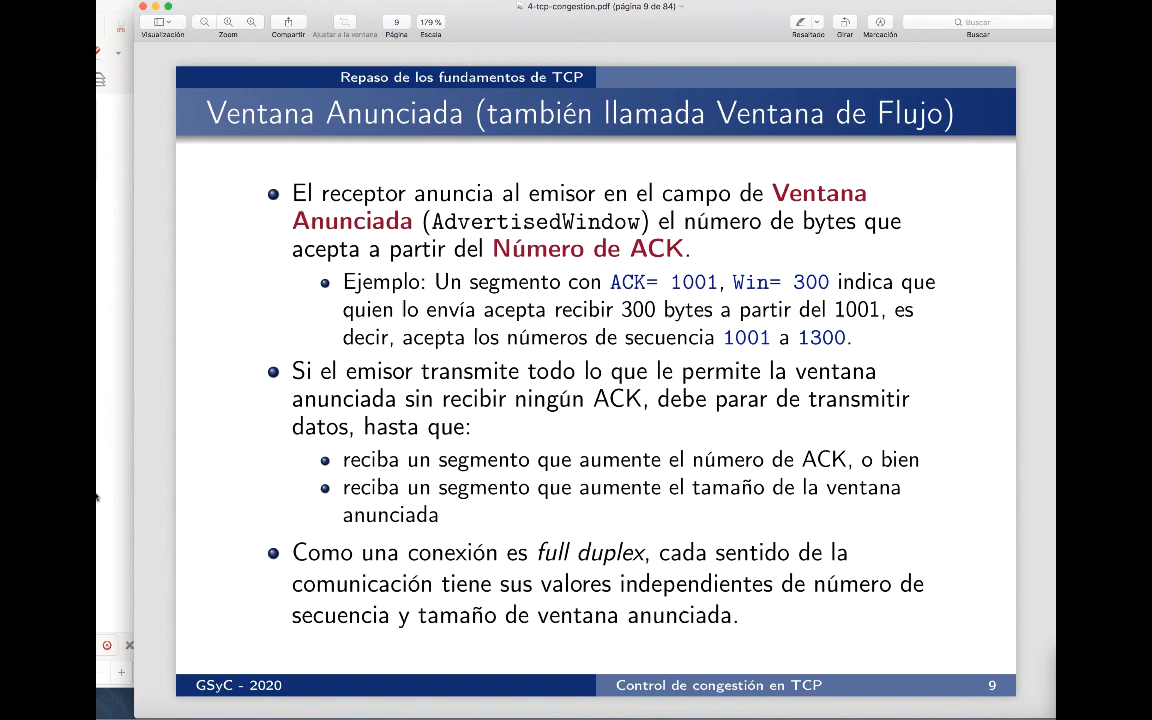 4-tcp-congestion.pdf (página 9 de 84)
9
179 %
Buscar
Visualización
Zoom
Compartir
Ajustar a la ventana
Página
Escala
Resaltado
Girar
Marcación
Buscar
Repaso de los fundamentos de TCP
Ventana Anunciada (también llamada Ventana de Flujo)
El receptor anuncia al emisor en el campo de Ventana
Anunciada (AdvertisedWindow) el número de bytes que
acepta a partir del Número de ACK.
Ejemplo: Un segmento con ACK= 1001, Win= 300 indica que
quien lo envía acepta recibir 300 bytes a partir del 1001, es
decir, acepta los números de secuencia 1001 a 1300.
Si el emisor transmite todo lo que le permite la ventana
anunciada sin recibir ningún ACK, debe parar de transmitir
datos, hasta que:
reciba un segmento que aumente el número de ACK, o bien
reciba un segmento que aumente el tamaño de la ventana
anunciada
Como una conexión es full duplex, cada sentido de la
comunicación tiene sus valores independientes de número de
secuencia y tamaño de ventana anunciada.
GSyC - 2020
Control de congestión en TCP
9